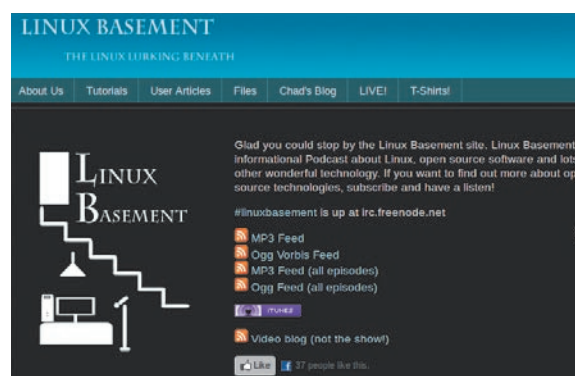 LINUX BASEMENT
THE LINUX LURKING BENEATH
About Us Tutorials User Articles Files Chad's Blog LIVE! T-Shirts!
LINUX
BASEMENT
Glad you could stop by the Linux Basement site. Linux Basement
informational Podcast about Linux, open source software and lots
other wonderful technology. If you want to find out more about op
source technologies, subscribe and have a listen!
#linuxbasement is up at irc.freenode.net
MP3 Feed
Ogg Vorbis Feed
MP3 Feed (all episodes)
Ogg Feed (all episodes)
ITUNES
Video blog (not the show!)
Like 37 people like this.